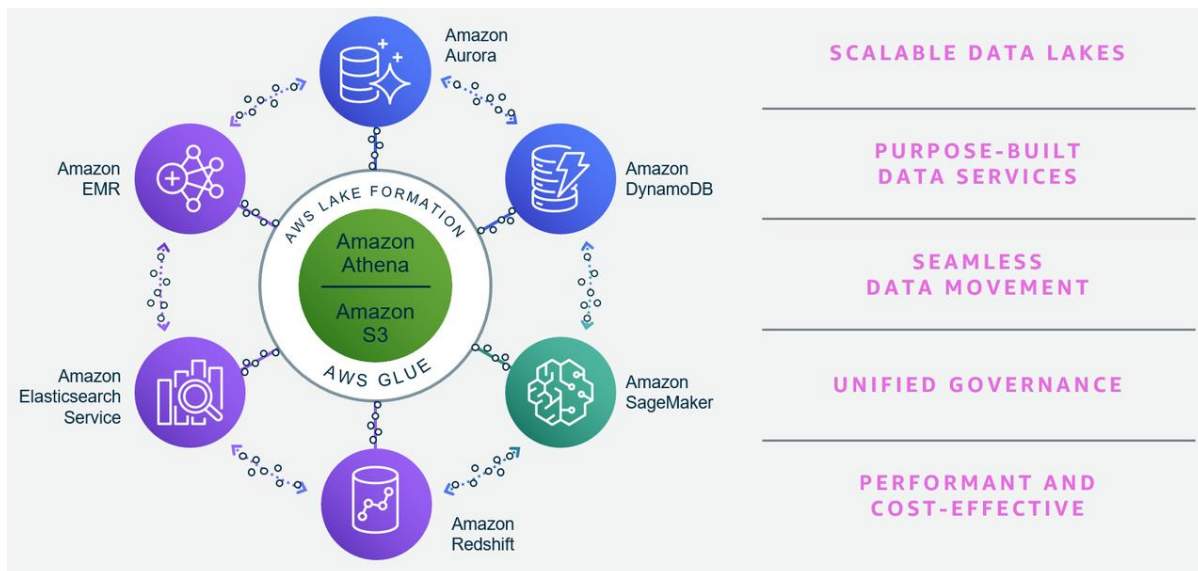 Amazon
Aurora
Amazon
DynamoDB
Amazon
SageMaker
Amazon
Redshift
Amazon
Elasticsearch
Service
Amazon
EMR
AWS LAKE FORMATION
Amazon
Athena
Amazon
S3
AWS GLUE
SCALABLE DATA LAKES
PURPOSE-BUILT
DATA SERVICES
SEAMLESS
DATA MOVEMENT
UNIFIED GOVERNANCE
PERFORMANT AND
COST-EFFECTIVE